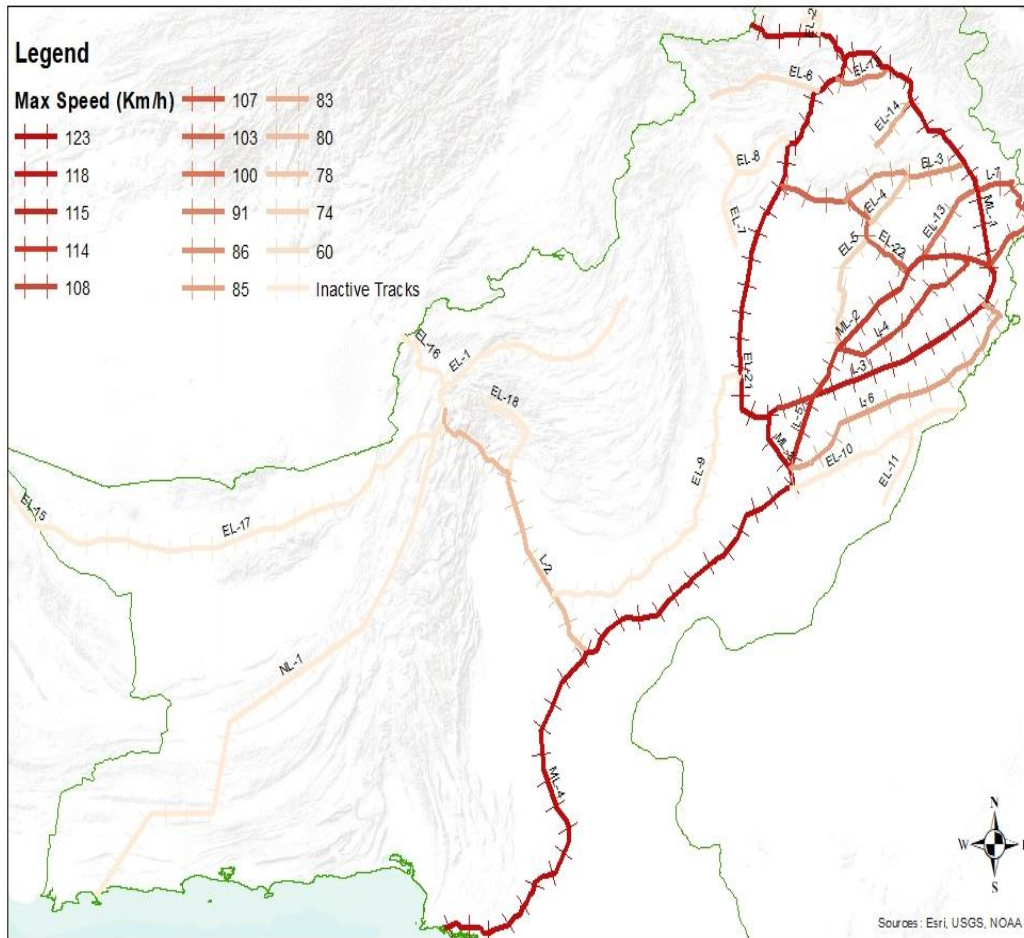 Legend
Max Speed (Km/h)
123
118
115
114
108
107
103
100
91
86
85
83
80
78
74
60
Inactive Tracks
EL-2
EL-6
EL-14
EL-8
EL-3
EL-7
EL-4
EL-13
ML-3
EL-5
EL-22
ML-2
L-4
EL-16
EL-1
EL-21
L-3
EL-18
L-5
L-6
EL-10
EL-9
EL-11
EL-15
EL-17
L-2
NL-1
ML-4
N
W
S
Sources: Esri, USGS, NOAA